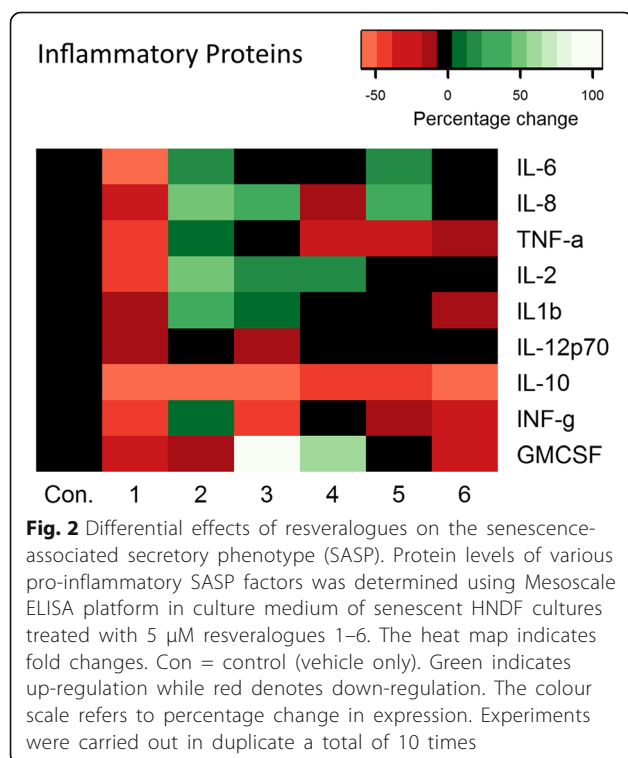 Inflammatory Proteins
-50 0 50 100
Percentage change
IL-6
IL-8
TNF-a
IL-2
IL1b
IL-12p70
IL-10
INF-g
GMCSF
Con. 1 2 3 4 5 6
Fig. 2 Differential effects of resveralogues on the senescence-
associated secretory phenotype (SASP). Protein levels of various
pro-inflammatory SASP factors was determined using Mesoscale
ELISA platform in culture medium of senescent HNDF cultures
treated with 5 μM resveralogues 1–6. The heat map indicates
fold changes. Con = control (vehicle only). Green indicates
up-regulation while red denotes down-regulation. The colour
scale refers to percentage change in expression. Experiments
were carried out in duplicate a total of 10 times